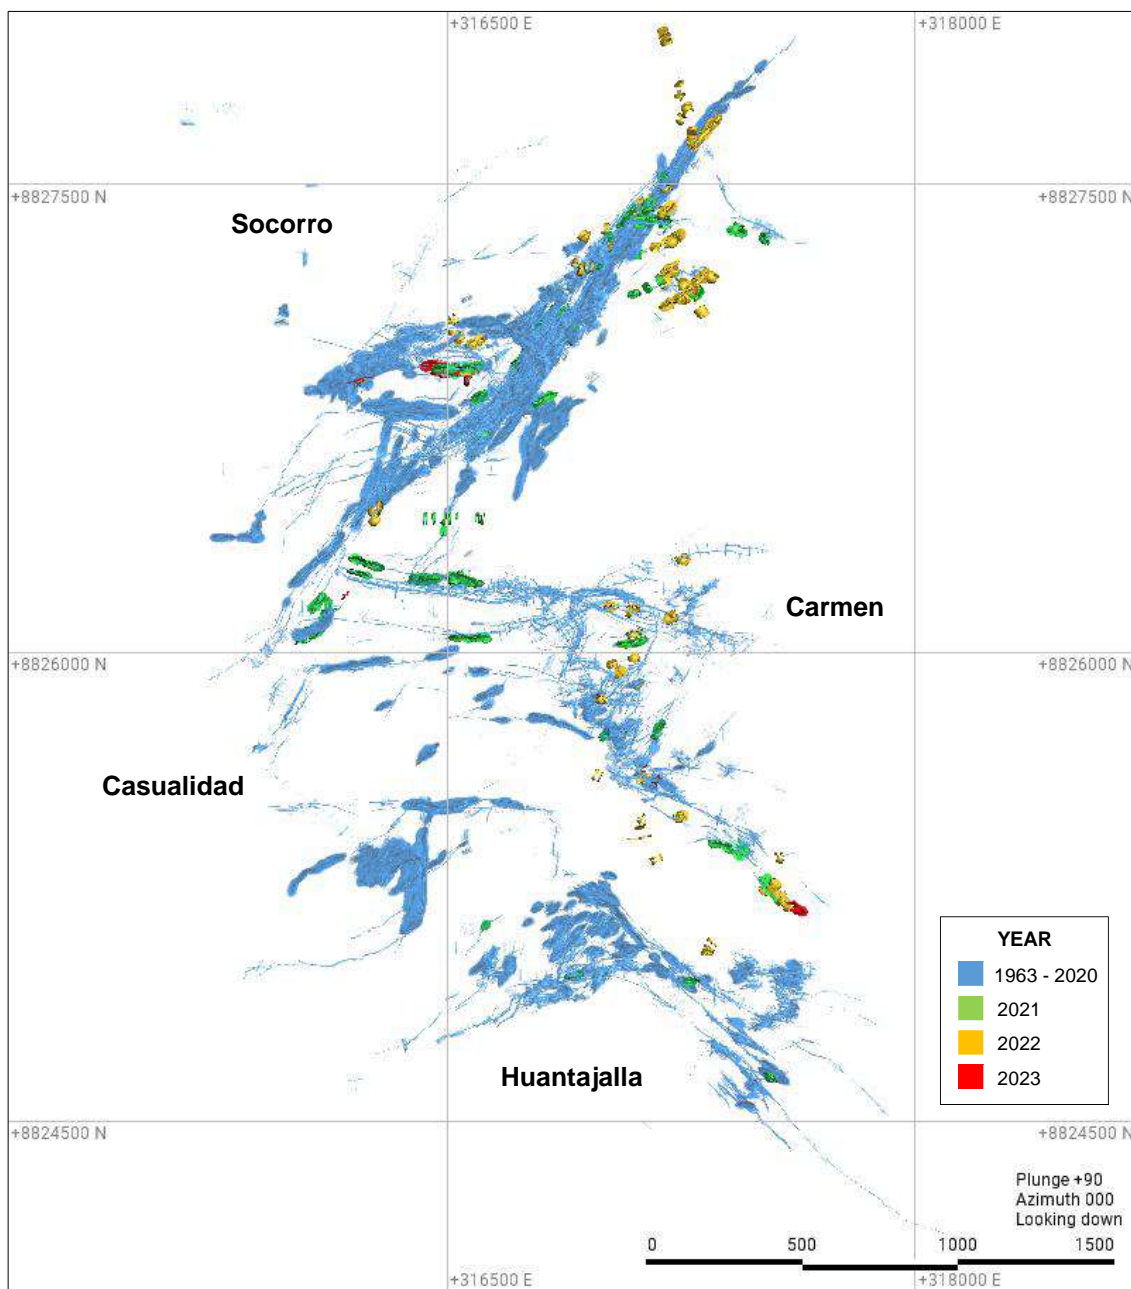 +316500 E
+318000 E
+8827500 N
+8827500 N
Socorro
Carmen
+8826000 N
+8826000 N
Casualidad
YEAR
1963 - 2020
2021
2022
2023
Huantajalla
+8824500 N
+8824500 N
Plunge +90
Azimuth 000
Looking down
0 500 1000 1500
+316500 E
+318000 E